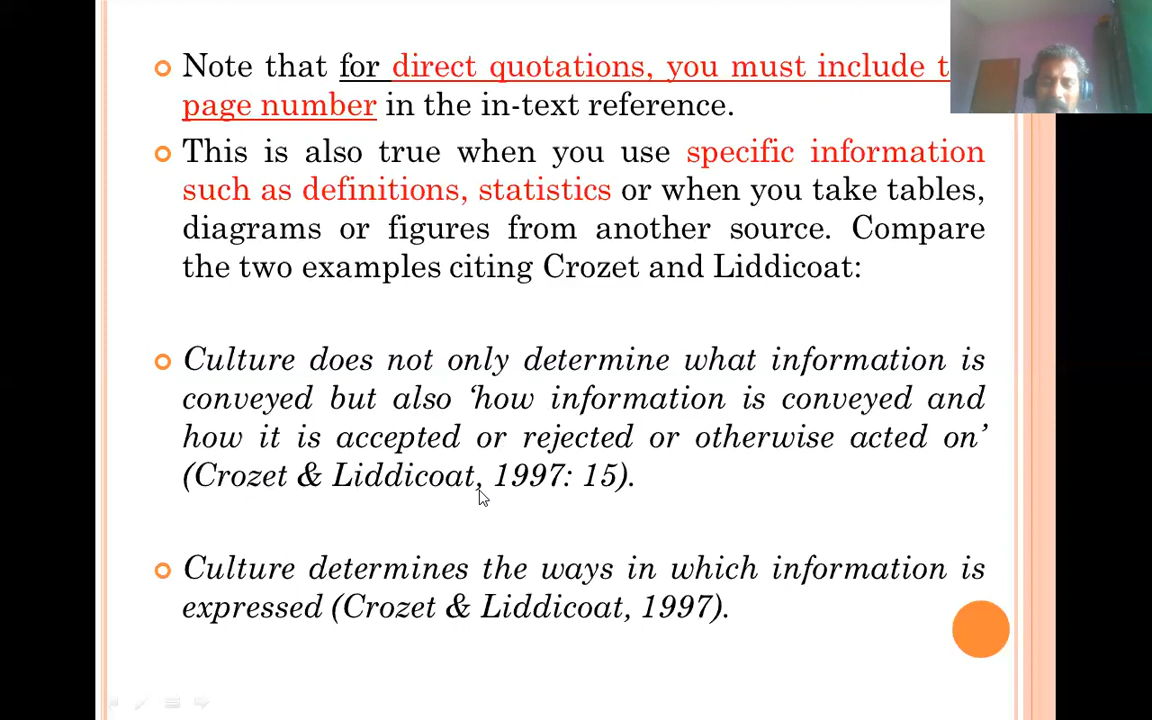 Note that for direct quotations, you must include
page number in the in-text reference.
This is also true when you use specific information
such as definitions, statistics or when you take tables,
diagrams or figures from another source. Compare
the two examples citing Crozet and Liddicoat:
Culture does not only determine what information is
conveyed but also ‘how information is conveyed and
how it is accepted or rejected or otherwise acted on’
(Crozet & Liddicoat, 1997: 15).
Culture determines the ways in which information is
expressed (Crozet & Liddicoat, 1997).